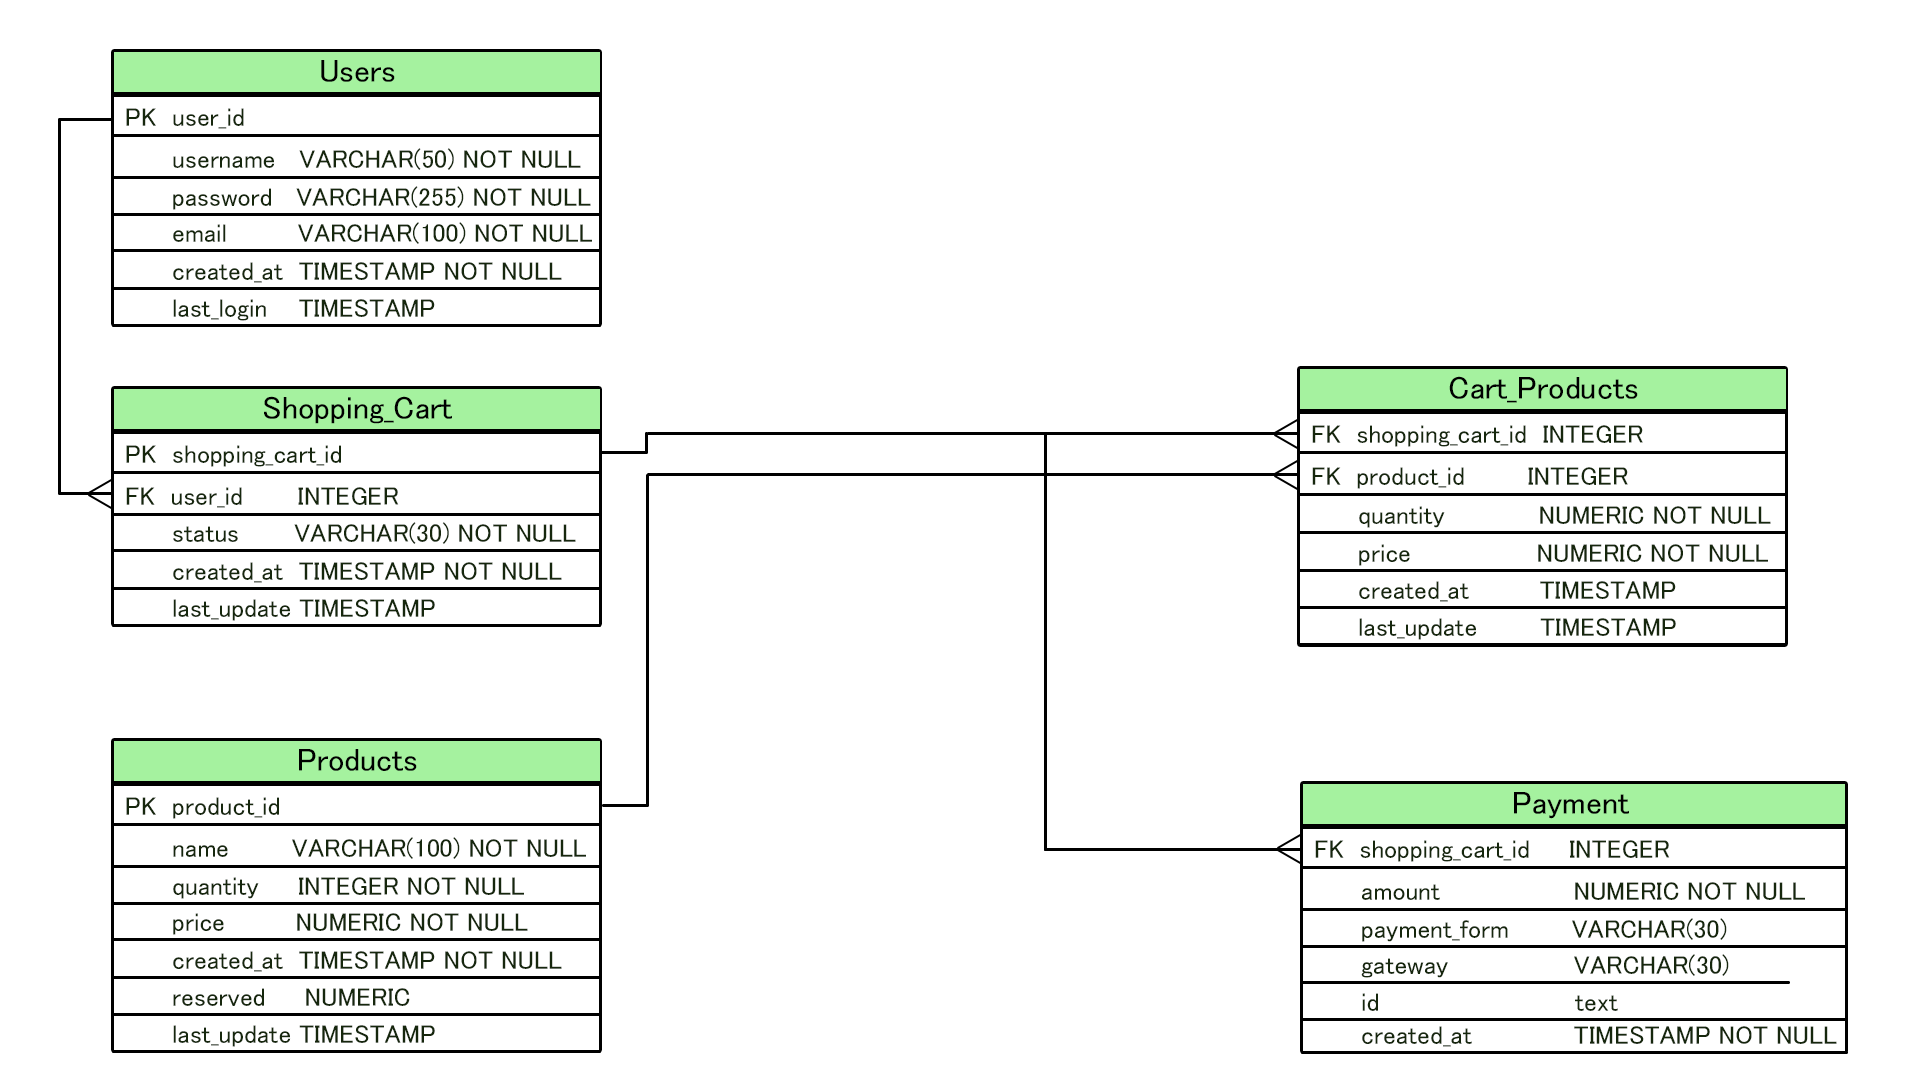 Users
PK user_id
username VARCHAR(50) NOT NULL
password VARCHAR(255) NOT NULL
email VARCHAR(100) NOT NULL
created_at TIMESTAMP NOT NULL
last_login TIMESTAMP
Shopping_Cart
PK shopping_cart_id
FK user_id INTEGER
status VARCHAR(30) NOT NULL
created_at TIMESTAMP NOT NULL
last_update TIMESTAMP
Products
PK product_id
name VARCHAR(100) NOT NULL
quantity INTEGER NOT NULL
price NUMERIC NOT NULL
created_at TIMESTAMP NOT NULL
reserved NUMERIC
last_update TIMESTAMP
Cart_Products
FK shopping_cart_id INTEGER
FK product_id INTEGER
quantity NUMERIC NOT NULL
price NUMERIC NOT NULL
created_at TIMESTAMP
last_update TIMESTAMP
Payment
FK shopping_cart_id INTEGER
amount NUMERIC NOT NULL
payment_form VARCHAR(30)
gateway VARCHAR(30)
id text
created_at TIMESTAMP NOT NULL